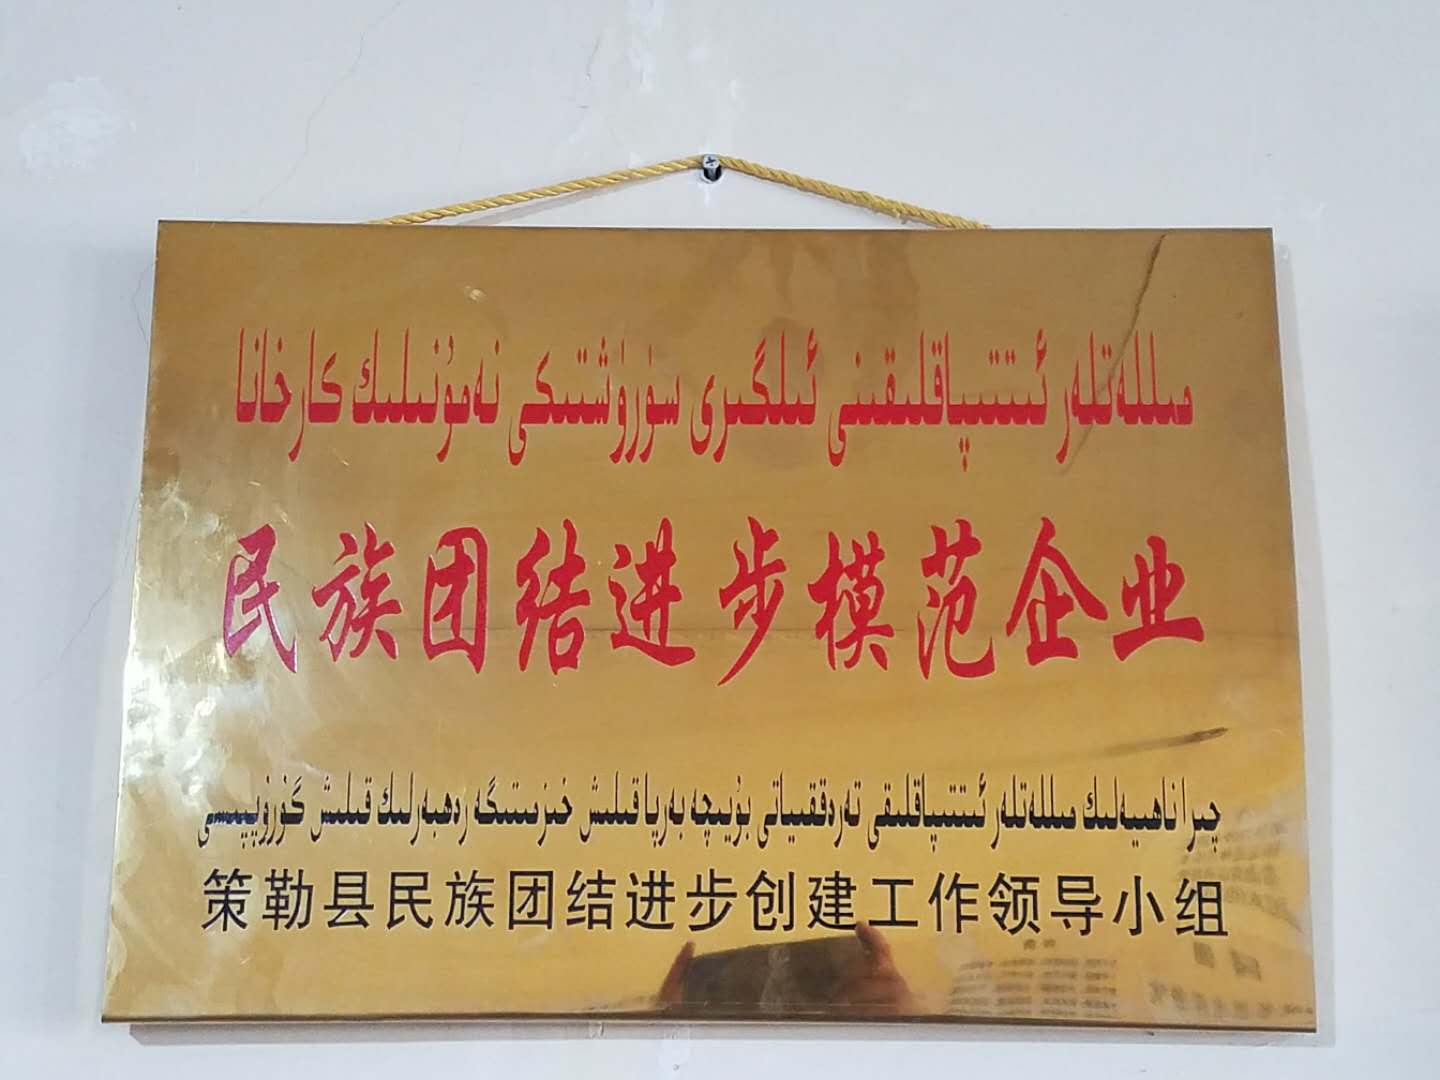 مىللەتلەر ئىتتىپاقلىقىنى ئىلگىرى سۈرۈشتىكى نەمۇنىلىك كارخانا
民族团结进步模范企业
چىرا ناھىيەلىك مىللەتلەر ئىتتىپاقلىقى تەرەققىياتى بۇيىچە بەرپا قىلىش خىزمىتىگە رەھبەرلىك قىلىش گۇرۇپپىسى
策勒县民族团结进步创建工作领导小组